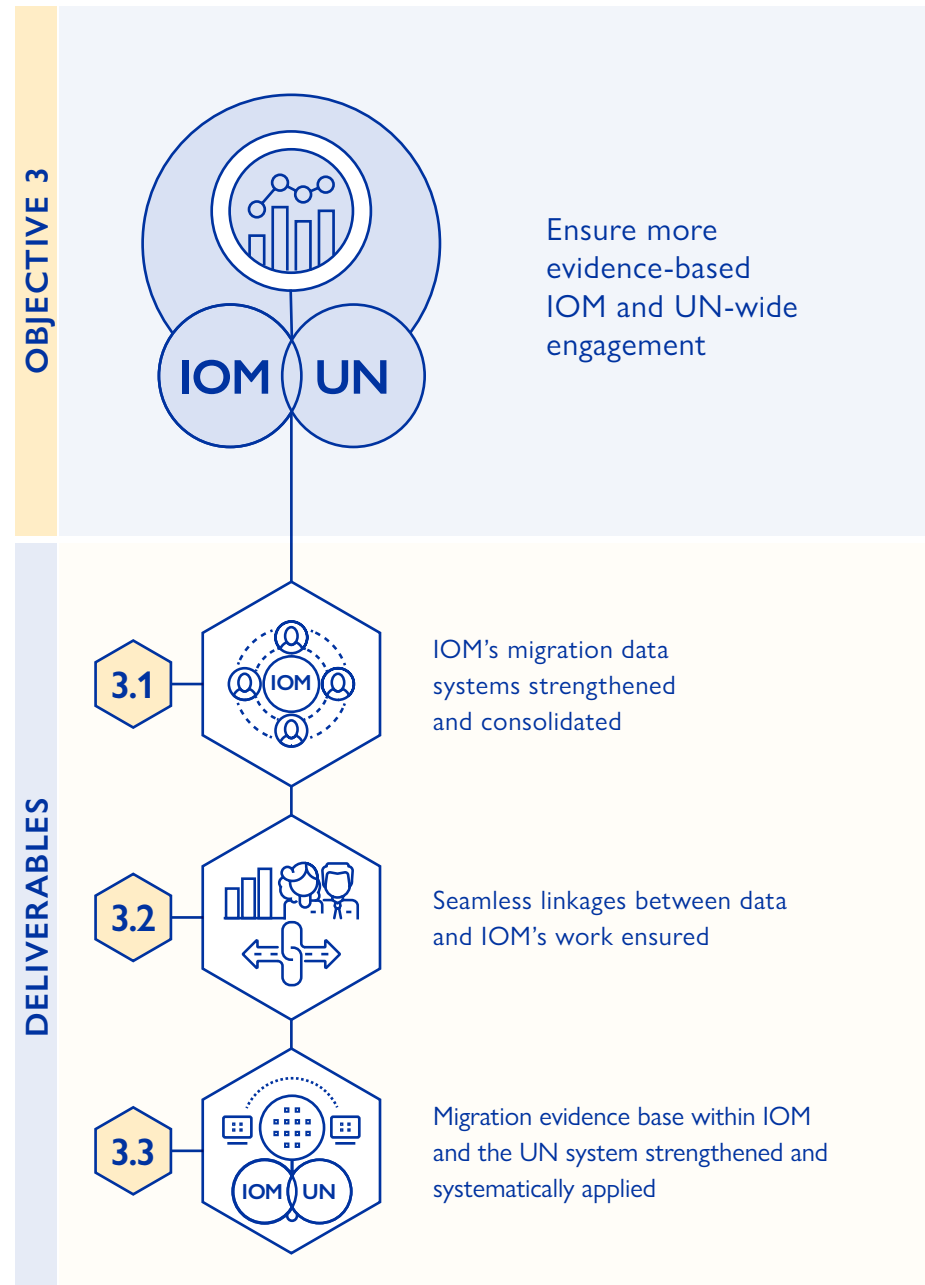 OBJECTIVE 3
IOM UN
Ensure more
evidence-based
IOM and UN-wide
engagement
DELIVERABLES
3.1
IOM
IOM’s migration data
systems strengthened
and consolidated
3.2
Seamless linkages between data
and IOM’s work ensured
3.3
IOM UN
Migration evidence base within IOM
and the UN system strengthened and
systematically applied